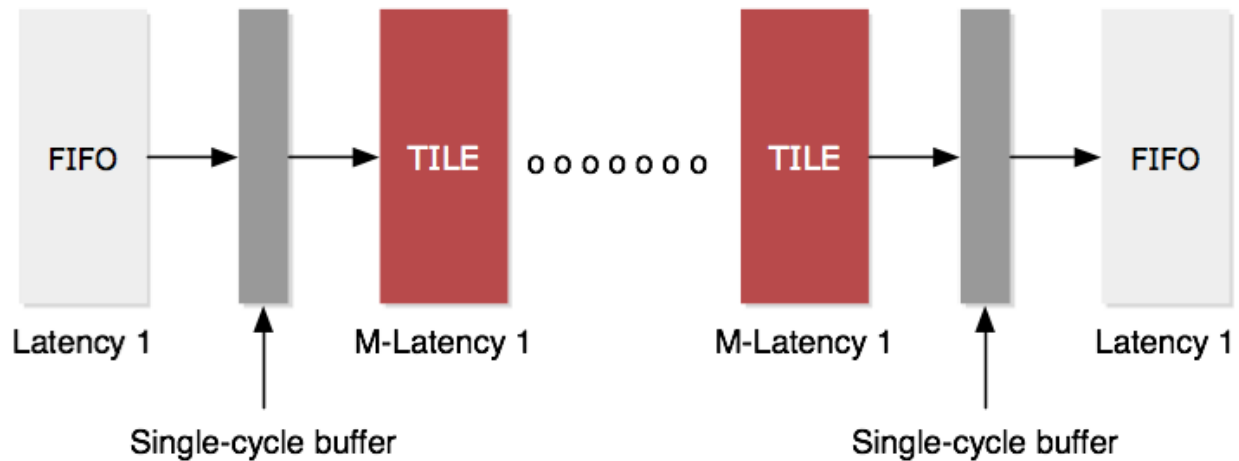 FIFO
TILE
o o o o o o o
TILE
FIFO
Latency 1
M-Latency 1
M-Latency 1
Latency 1
Single-cycle buffer
Single-cycle buffer